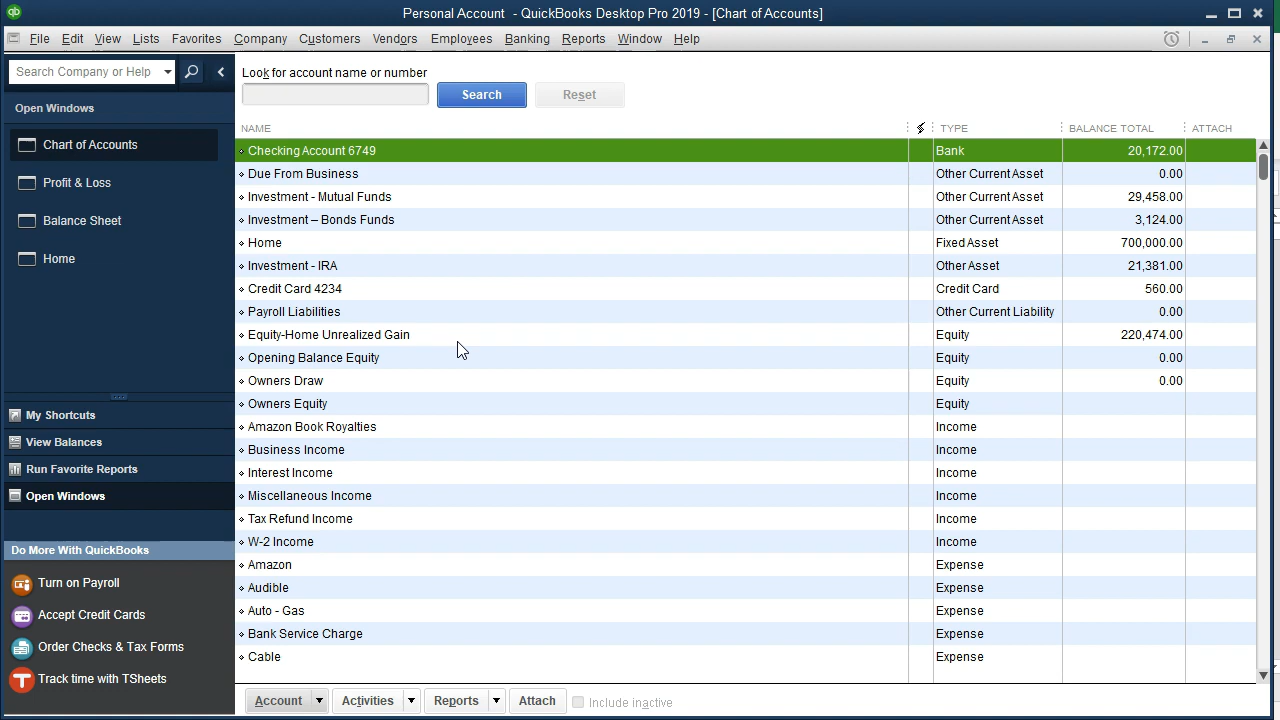 Personal Account - QuickBooks Desktop Pro 2019 - [Chart of Accounts]
File Edit View Lists Favorites Company Customers Vendors Employees Banking Reports Window Help
Search Company or Help
Open Windows
Chart of Accounts
Profit & Loss
Balance Sheet
Home
My Shortcuts
View Balances
Run Favorite Reports
Open Windows
Do More With QuickBooks
Turn on Payroll
Accept Credit Cards
Order Checks & Tax Forms
Track time with TSheets
Look for account name or number
Search Reset
NAME TYPE BALANCE TOTAL ATTACH
Checking Account 6749 Bank 20,172.00
Due From Business Other Current Asset 0.00
Investment - Mutual Funds Other Current Asset 29,458.00
Investment – Bonds Funds Other Current Asset 3,124.00
Home Fixed Asset 700,000.00
Investment - IRA Other Asset 21,381.00
Credit Card 4234 Credit Card 560.00
Payroll Liabilities Other Current Liability 0.00
Equity-Home Unrealized Gain Equity 220,474.00
Opening Balance Equity Equity 0.00
Owners Draw Equity 0.00
Owners Equity Equity
Amazon Book Royalties Income
Business Income Income
Interest Income Income
Miscellaneous Income Income
Tax Refund Income Income
W-2 Income Income
Amazon Expense
Audible Expense
Auto - Gas Expense
Bank Service Charge Expense
Cable Expense
Account Activities Reports Attach Include inactive